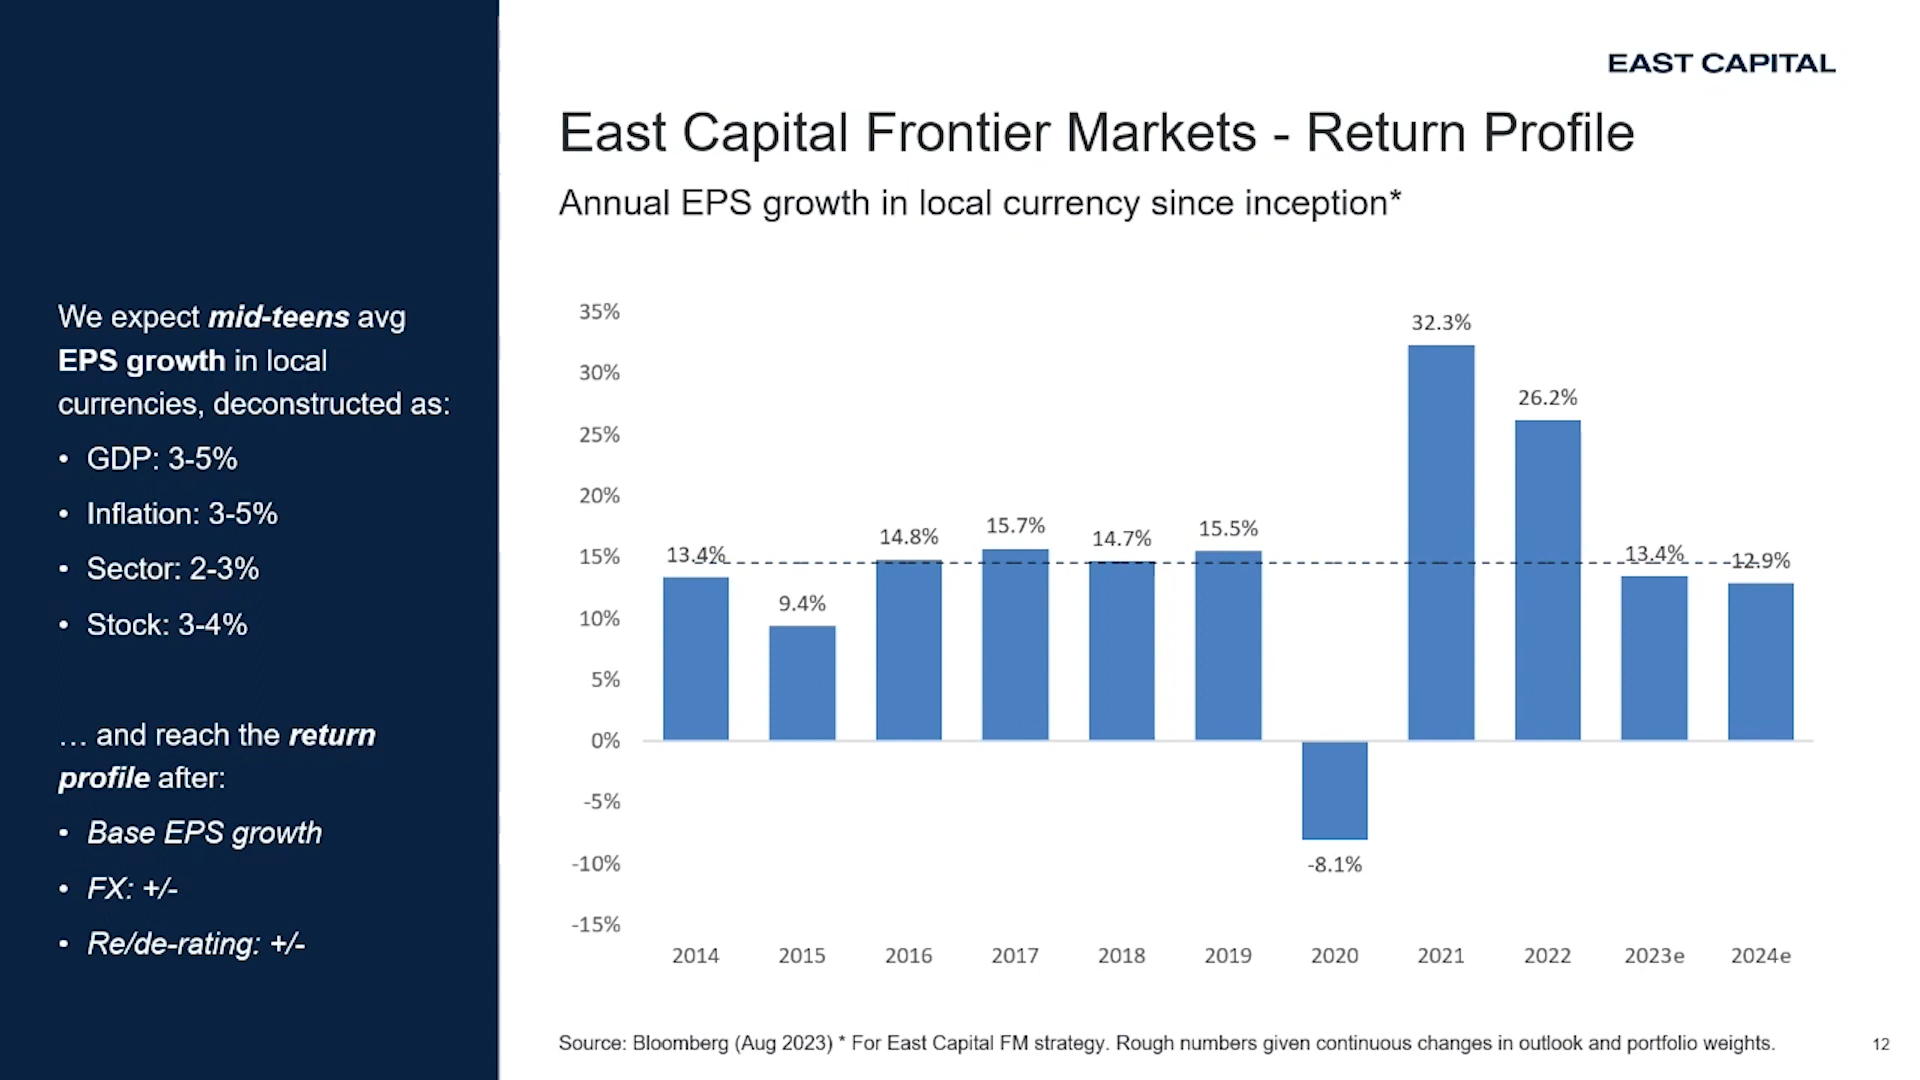 EAST CAPITAL
East Capital Frontier Markets - Return Profile
Annual EPS growth in local currency since inception*
We expect mid-teens avg
EPS growth in local
currencies, deconstructed as:
• GDP: 3-5%
• Inflation: 3-5%
• Sector: 2-3%
• Stock: 3-4%
… and reach the return
profile after:
• Base EPS growth
• FX: +/-
• Re/de-rating: +/-
35%
30%
25%
20%
15%
10%
5%
0%
-5%
-10%
-15%
13.4%
9.4%
14.8%
15.7%
14.7%
15.5%
-8.1%
32.3%
26.2%
13.4%
12.9%
2014 2015 2016 2017 2018 2019 2020 2021 2022 2023e 2024e
Source: Bloomberg (Aug 2023) * For East Capital FM strategy. Rough numbers given continuous changes in outlook and portfolio weights.
12